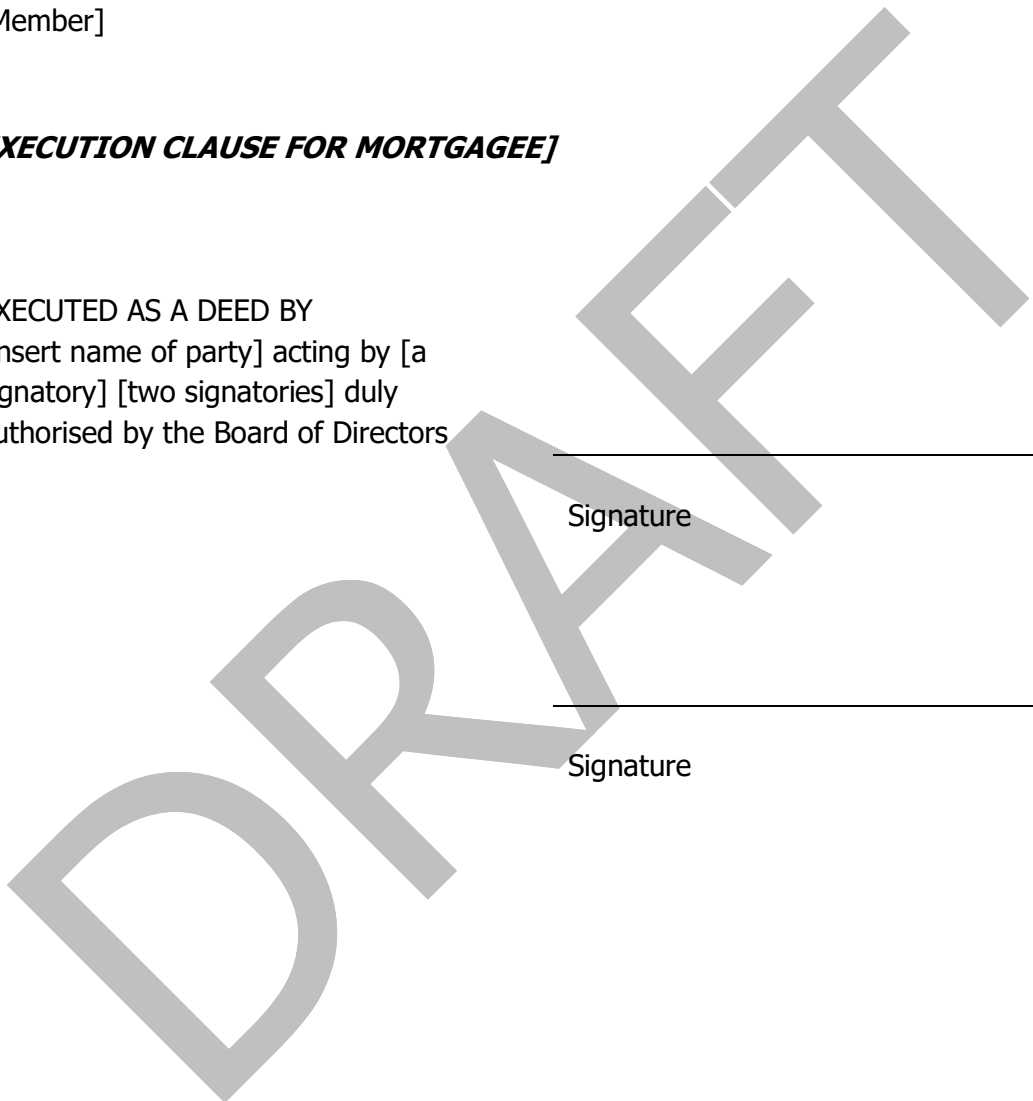 Member]
XECUTION CLAUSE FOR MORTGAGEE]
XECUTED AS A DEED BY
nsert name of party] acting by [a
gnatory] [two signatories] duly
uthorised by the Board of Directors
Signature
Signature
DRAFT